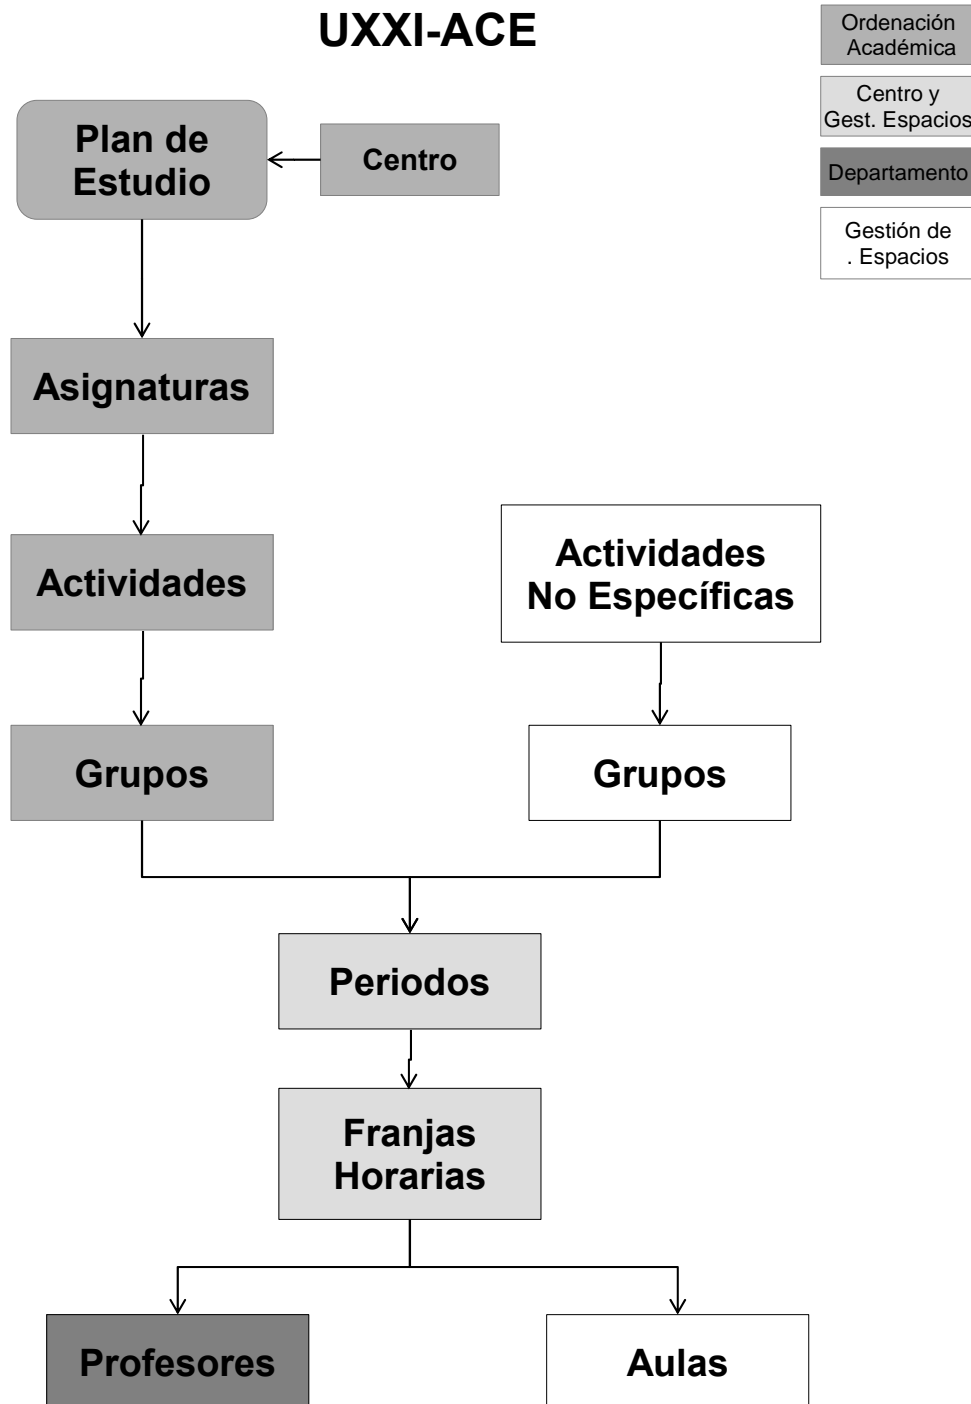 UXXI-ACE
Ordenación
Académica
Centro y
Gest. Espacios
Departamento
Gestión de
. Espacios
Plan de
Estudio
Centro
Asignaturas
Actividades
Actividades
No Específicas
Grupos
Grupos
Periodos
Franjas
Horarias
Profesores
Aulas